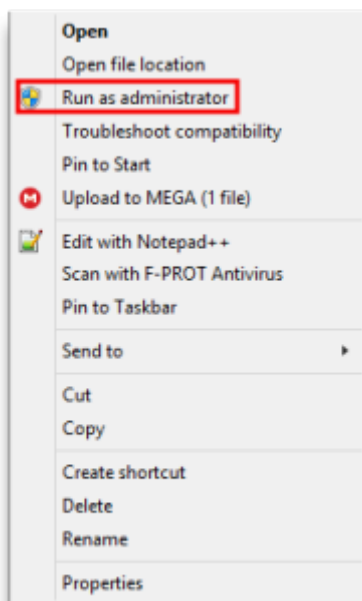 Open
Open file location
Run as administrator
Troubleshoot compatibility
Pin to Start
Upload to MEGA (1 file)
Edit with Notepad++
Scan with F-PROT Antivirus
Pin to Taskbar
Send to
Cut
Copy
Create shortcut
Delete
Rename
Properties